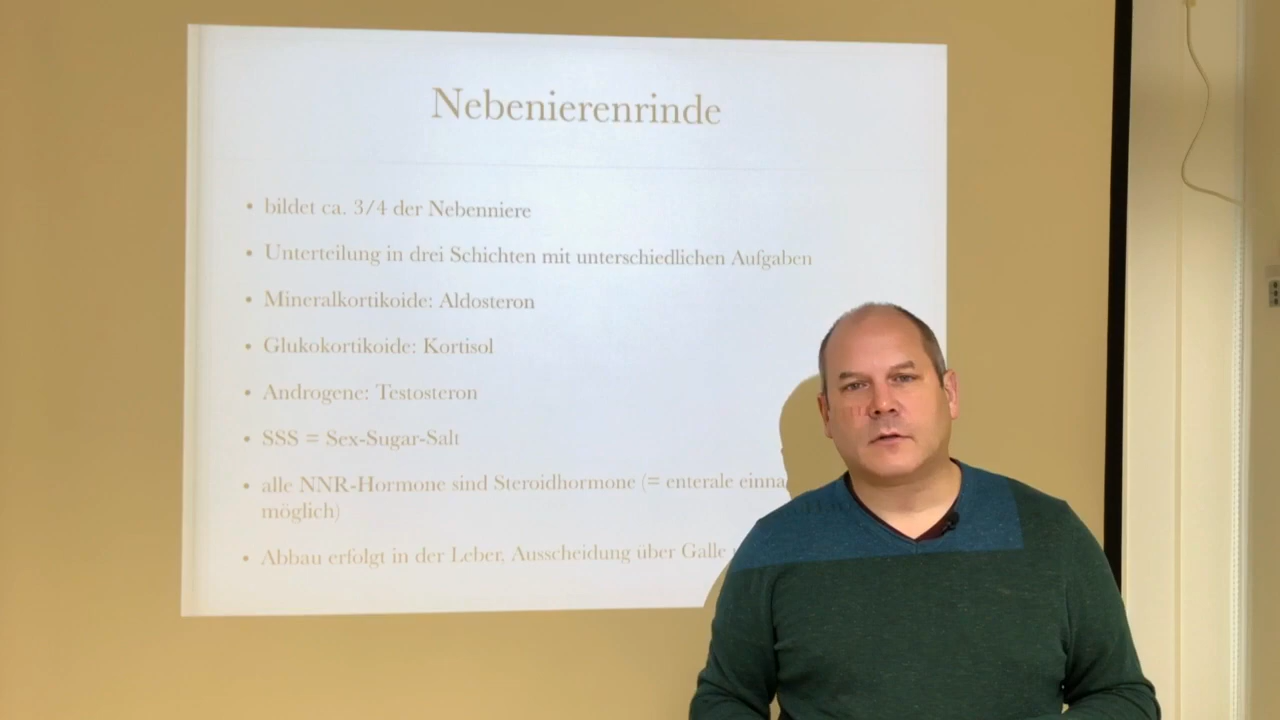 Nebenierenrinde
• bildet ca. 3/4 der Nebenniere
• Unterteilung in drei Schichten mit unterschiedlichen Aufgaben
• Mineralkortikoide: Aldosteron
• Glukokortikoide: Kortisol
• Androgene: Testosteron
• SSS = Sex-Sugar-Salt
• alle NNR-Hormone sind Steroidhormone (= enterale einna
möglich)
• Abbau erfolgt in der Leber, Ausscheidung über Galle